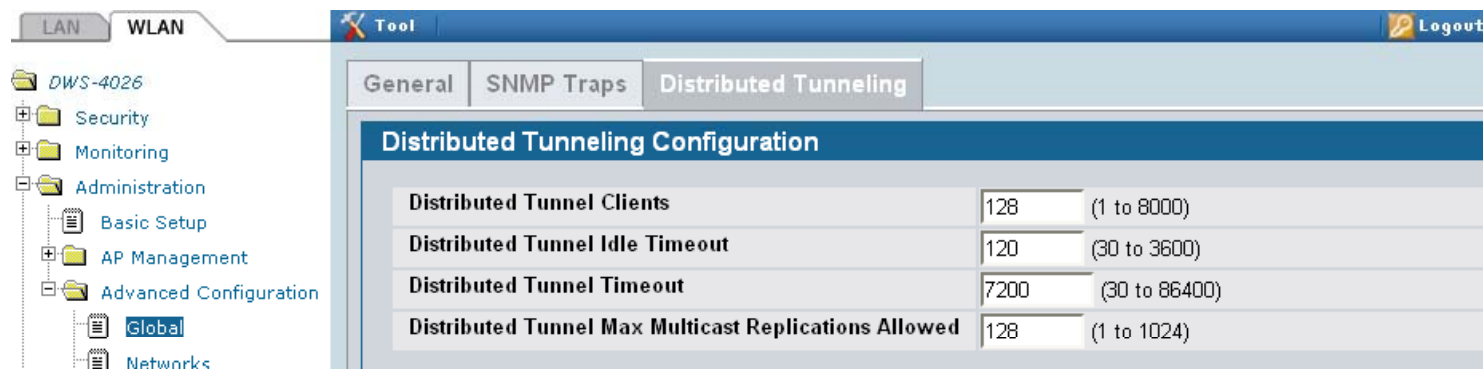 LAN WLAN Tool Logout
DWS-4026
Security
Monitoring
Administration
Basic Setup
AP Management
Advanced Configuration
Global
Networks
General SNMP Traps Distributed Tunneling
Distributed Tunneling Configuration
Distributed Tunnel Clients 128 (1 to 8000)
Distributed Tunnel Idle Timeout 120 (30 to 3600)
Distributed Tunnel Timeout 7200 (30 to 86400)
Distributed Tunnel Max Multicast Replications Allowed 128 (1 to 1024)